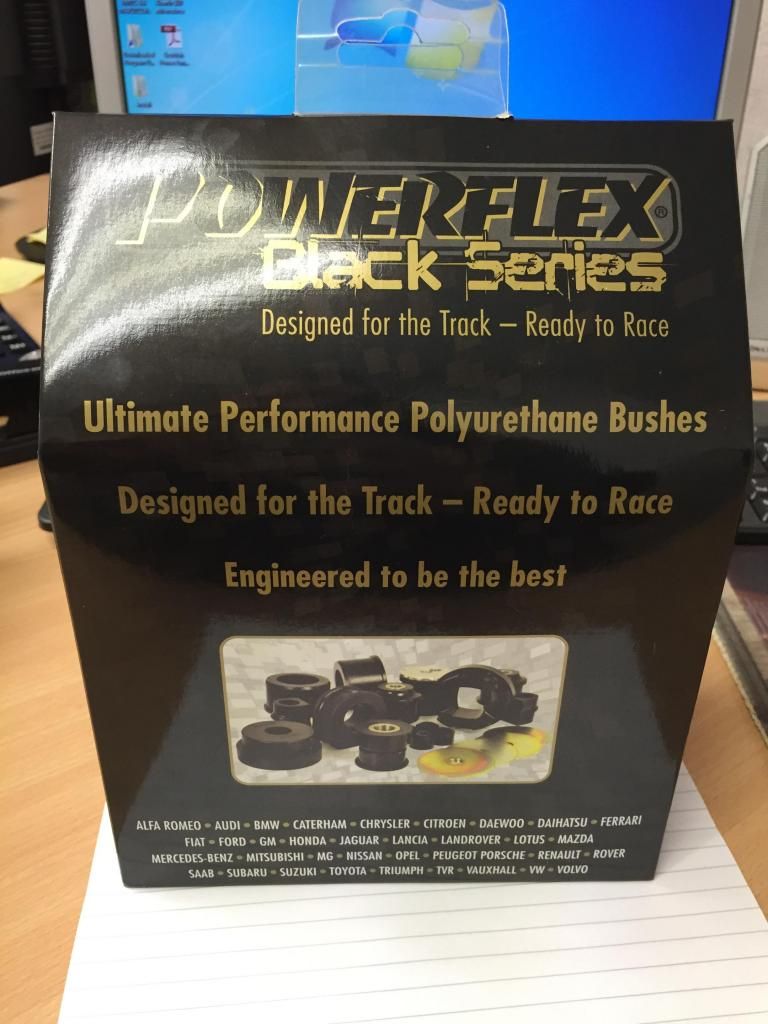 POWERFLEX®
Black Series
Designed for the Track – Ready to Race
Ultimate Performance Polyurethane Bushes
Designed for the Track – Ready to Race
Engineered to be the best
ALFA ROMEO • AUDI • BMW • CATERHAM • CHRYSLER • CITROEN • DAEWOO • DAIHATSU • FERRARI
FIAT • FORD • GM • HONDA • JAGUAR • LANCIA • LANDROVER • LOTUS • MAZDA
MERCEDES-BENZ • MITSUBISHI • MG • NISSAN • OPEL • PEUGEOT PORSCHE • RENAULT • ROVER
SAAB • SUBARU • SUZUKI • TOYOTA • TRIUMPH • TVR • VAUXHALL • VW • VOLVO